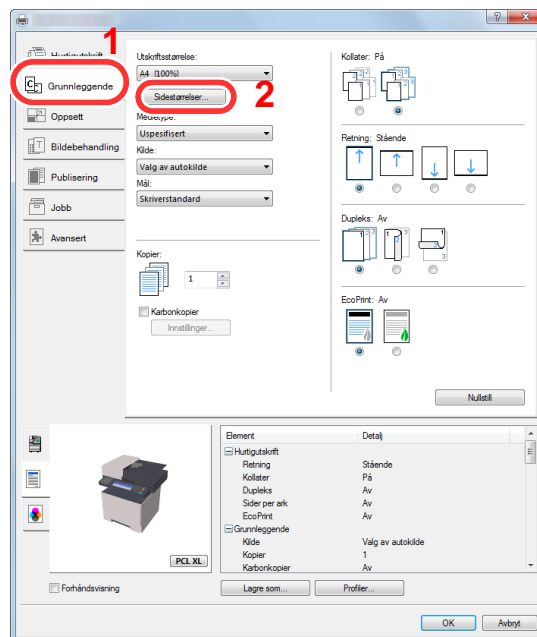 1
2
Hurtigutskrift
Grunnleggende
Oppsett
Bildebehandling
Publisering
Jobb
Avansert
Utskriftsstørrelse:
A4 [100%]
Sidestørrelser...
Medietype:
Uspesifisert
Kilde:
Valg av autokilde
Mål:
Skriverstandard
Kopier:
1
Karbonkopier
Innstillinger...
Kollater: På
Retning: Stående
Dupleks: Av
EcoPrint: Av
Nullstill
Element Detalj
Hurtigutskrift
Retning Stående
Kollater På
Dupleks Av
Sider per ark Av
EcoPrint Av
Grunnleggende
Kilde Valg av autokilde
Kopier 1
Karbonkopier Av
PCL XL
Forhåndsvisning
Lagre som... Profiler...
OK Avbryt